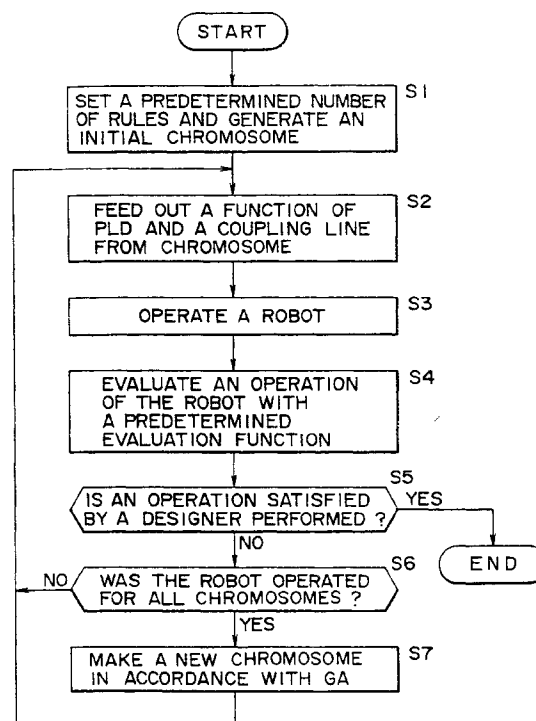 START
SET A PREDETERMINED NUMBER
OF RULES AND GENERATE AN
INITIAL CHROMOSOME
S1
FEED OUT A FUNCTION OF
PLD AND A COUPLING LINE
FROM CHROMOSOME
S2
OPERATE A ROBOT
S3
EVALUATE AN OPERATION
OF THE ROBOT WITH
A PREDETERMINED
EVALUATION FUNCTION
S4
IS AN OPERATION SATISFIED
BY A DESIGNER PERFORMED ?
S5
YES
NO
END
WAS THE ROBOT OPERATED
FOR ALL CHROMOSOMES ?
S6
NO
YES
MAKE A NEW CHROMOSOME
IN ACCORDANCE WITH GA
S7